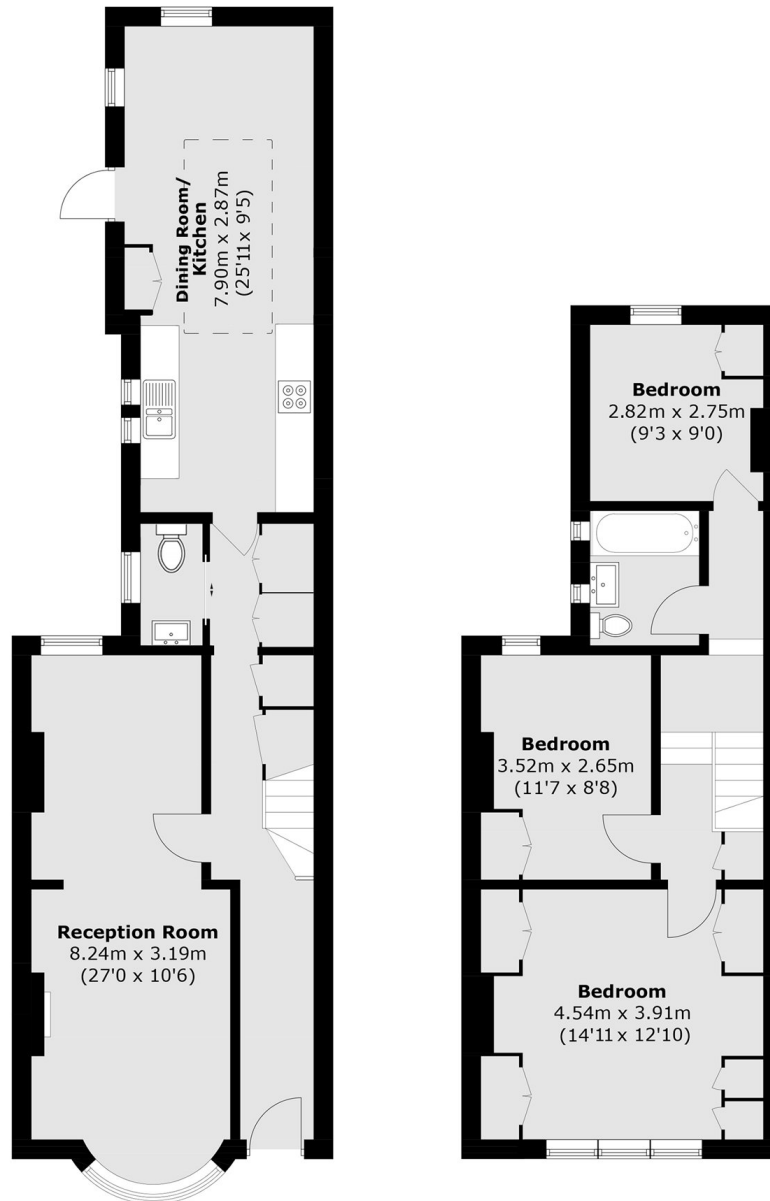 Dining Room/
Kitchen
7.90m x 2.87m
(25'11 x 9'5)
Reception Room
8.24m x 3.19m
(27'0 x 10'6)
Bedroom
2.82m x 2.75m
(9'3 x 9'0)
Bedroom
3.52m x 2.65m
(11'7 x 8'8)
Bedroom
4.54m x 3.91m
(14'11 x 12'10)